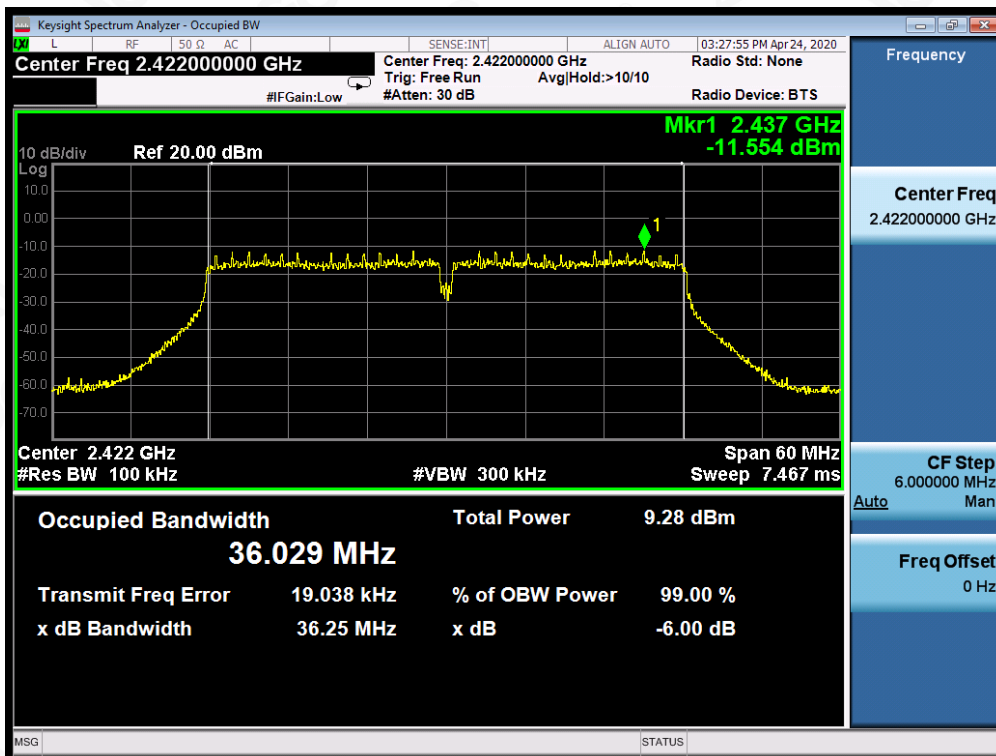 Keysight Spectrum Analyzer - Occupied BW
LXI L RF 50 Ω AC SENSE:INT ALIGN AUTO 03:27:55 PM Apr 24, 2020
Center Freq 2.422000000 GHz
Center Freq: 2.422000000 GHz
Radio Std: None
Trig: Free Run Avg|Hold:>10/10
#IFGain:Low
#Atten: 30 dB
Radio Device: BTS
Mkr1 2.437 GHz
-11.554 dBm
10 dB/div Ref 20.00 dBm
Log
10.0
0.00
-10.0
-20.0
-30.0
-40.0
-50.0
-60.0
-70.0
1
Center 2.422 GHz Span 60 MHz
#Res BW 100 kHz #VBW 300 kHz Sweep 7.467 ms
Occupied Bandwidth Total Power 9.28 dBm
36.029 MHz
Transmit Freq Error 19.038 kHz % of OBW Power 99.00 %
x dB Bandwidth 36.25 MHz x dB -6.00 dB
Frequency
Center Freq
2.422000000 GHz
CF Step
6.000000 MHz
Auto Man
Freq Offset
0 Hz
MSG STATUS